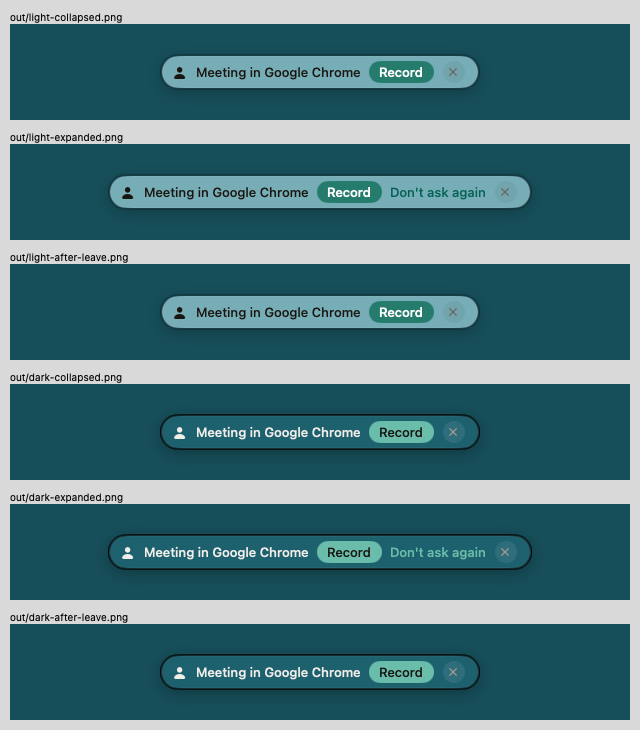 out/light-collapsed.png
Meeting in Google Chrome Record
out/light-expanded.png
Meeting in Google Chrome Record Don't ask again
out/light-after-leave.png
Meeting in Google Chrome Record
out/dark-collapsed.png
Meeting in Google Chrome Record
out/dark-expanded.png
Meeting in Google Chrome Record Don't ask again
out/dark-after-leave.png
Meeting in Google Chrome Record